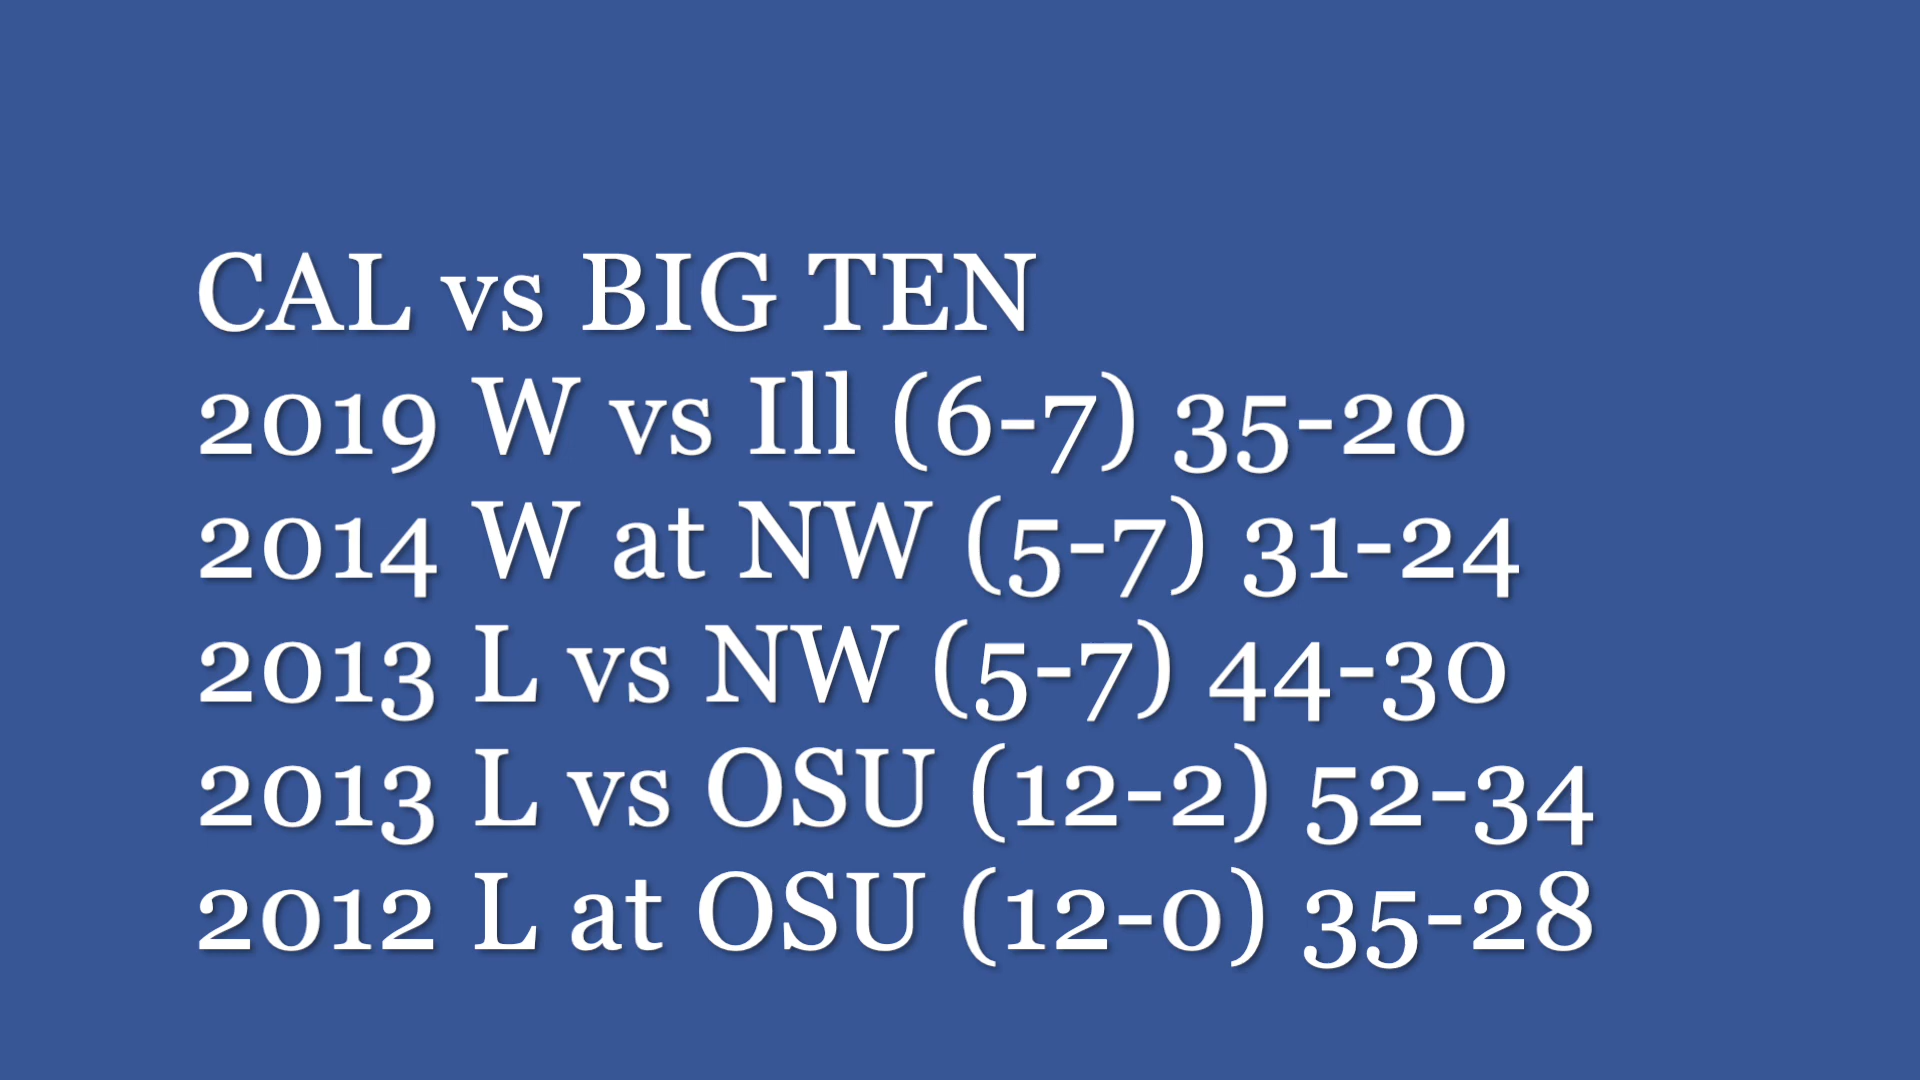 CAL vs BIG TEN
2019 W vs Ill (6-7) 35-20
2014 W at NW (5-7) 31-24
2013 L vs NW (5-7) 44-30
2013 L vs OSU (12-2) 52-34
2012 L at OSU (12-0) 35-28